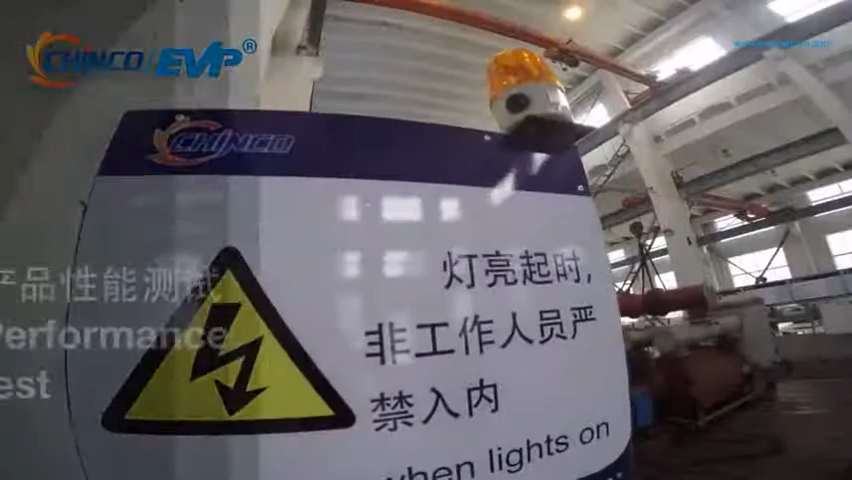 CHINCO EVP®
CHINCO
灯亮起时,
非工作人员严
禁入内
when lights on
产品性能测试
Performance
est